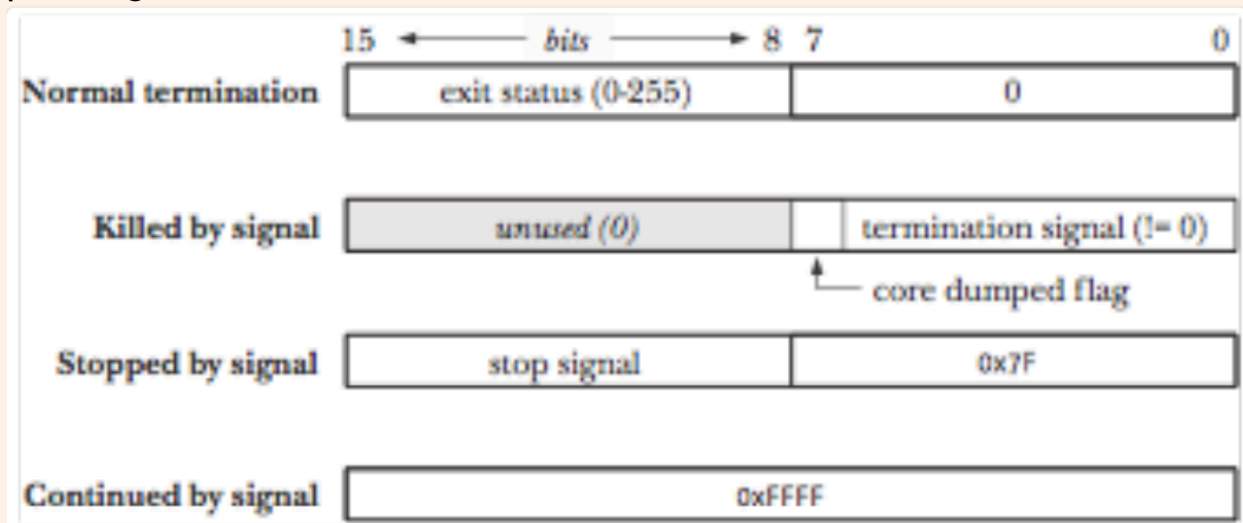 15 bits 8 7 0
Normal termination exit status (0-255) 0
Killed by signal unused (0) termination signal (!= 0)
core dumped flag
Stopped by signal stop signal 0x7F
Continued by signal 0xFFFF